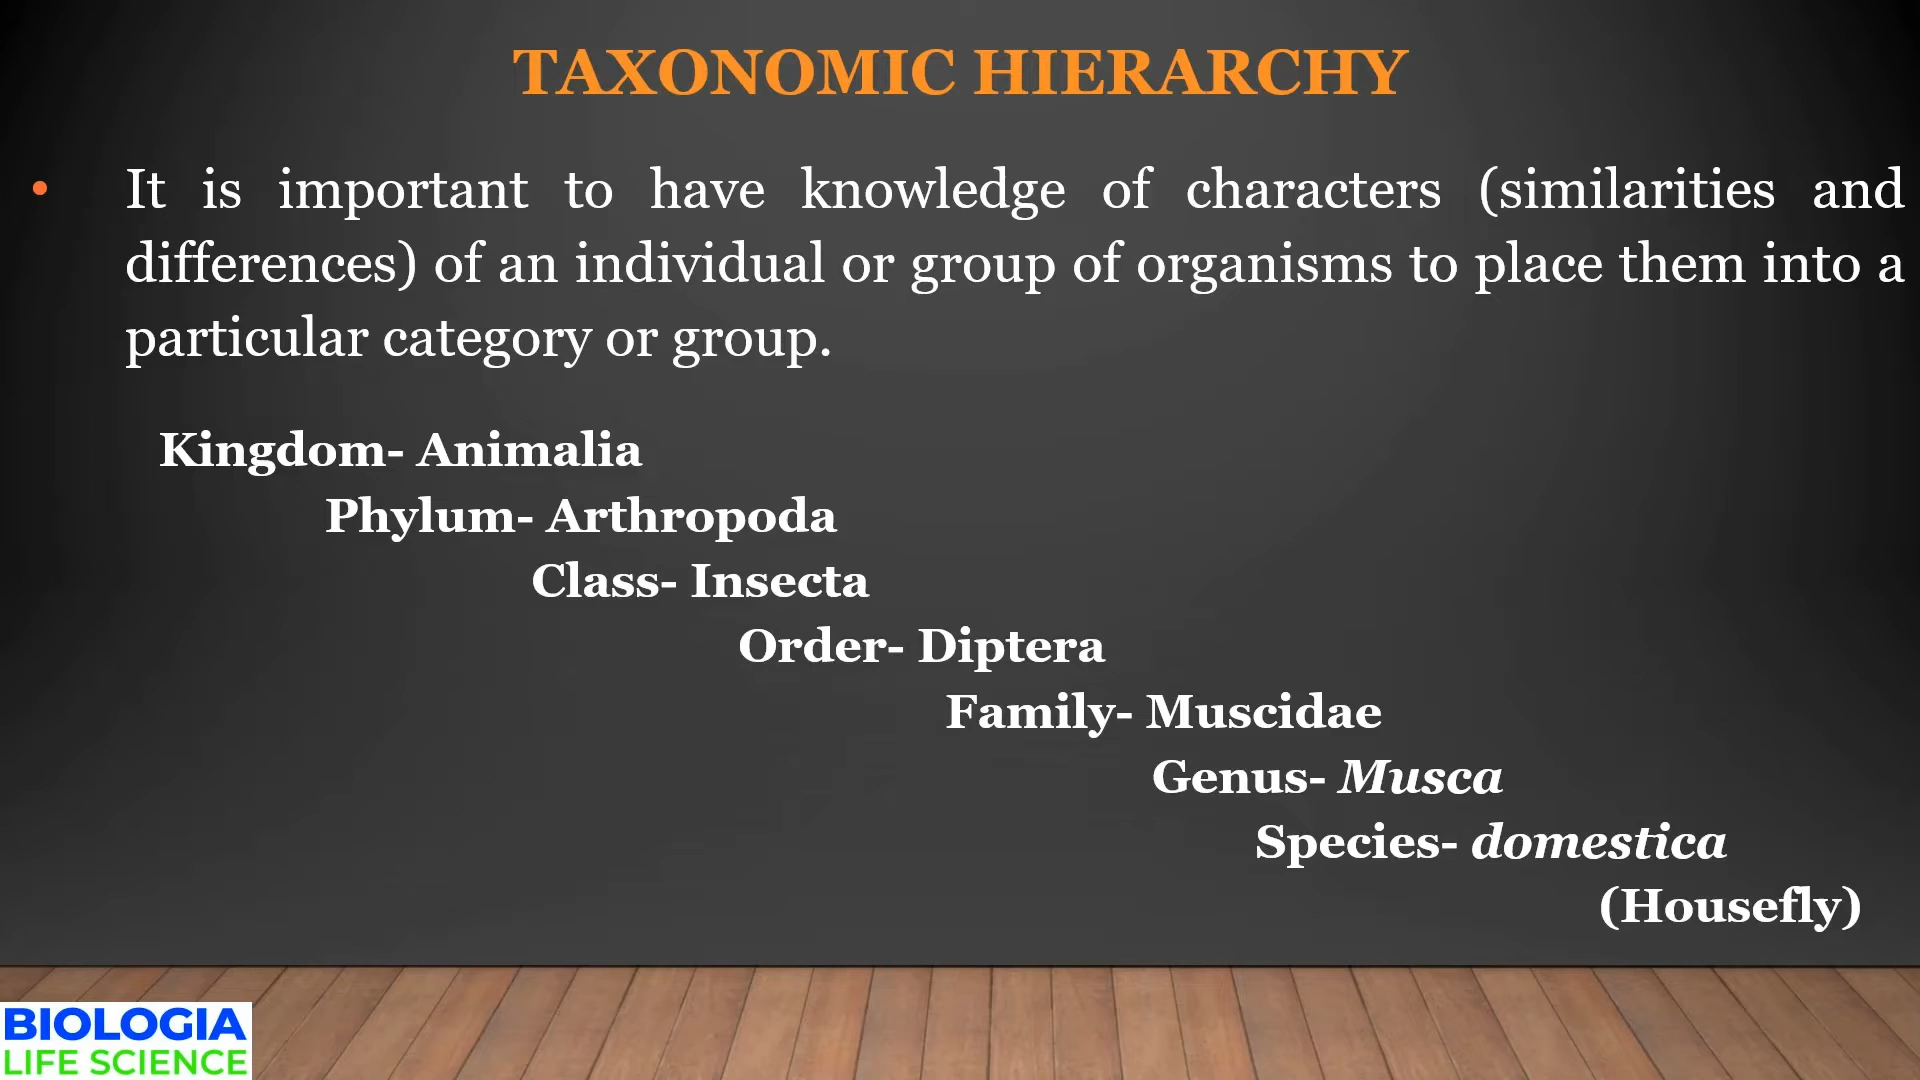 TAXONOMIC HIERARCHY
• It is important to have knowledge of characters (similarities and
differences) of an individual or group of organisms to place them into a
particular category or group.
Kingdom- Animalia
Phylum- Arthropoda
Class- Insecta
Order- Diptera
Family- Muscidae
Genus- Musca
Species- domestica
(Housefly)
BIOLOGIA
LIFE SCIENCE